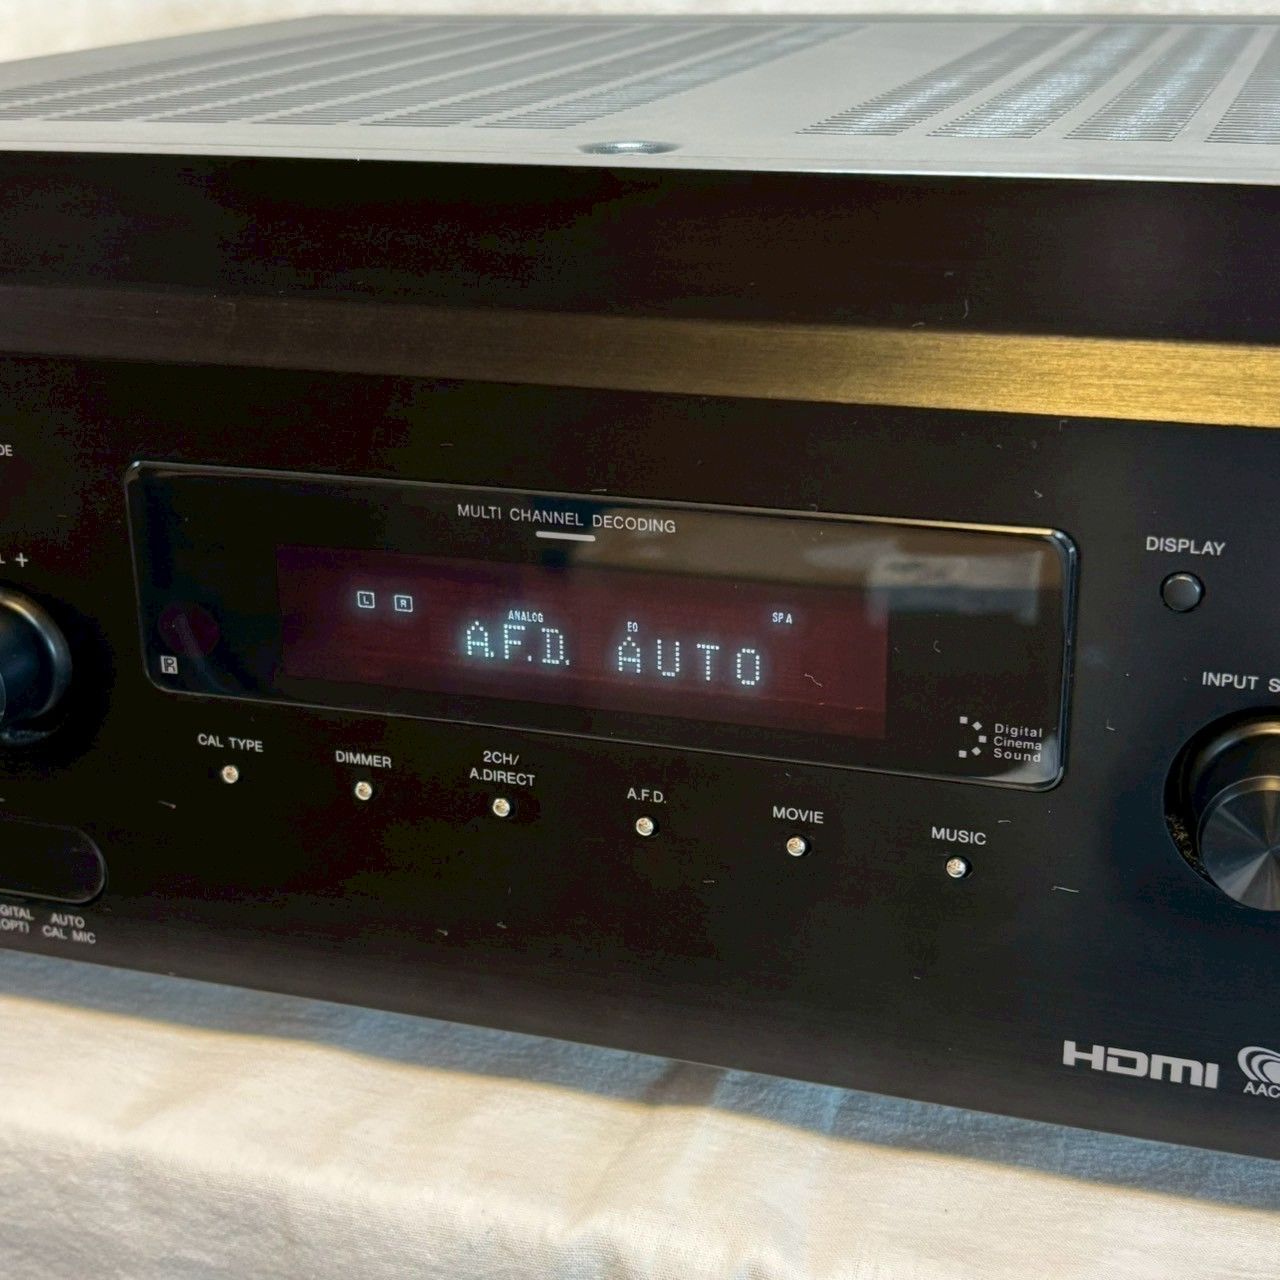 MULTI CHANNEL DECODING
DISPLAY
L R
ANALOG
EQ
SP A
A.F.D. AUTO
INPUT
Digital
Cinema
Sound
CAL TYPE
DIMMER
2CH/
A.DIRECT
A.F.D.
MOVIE
MUSIC
AUTO
CAL MIC
(OPT)
HDMI